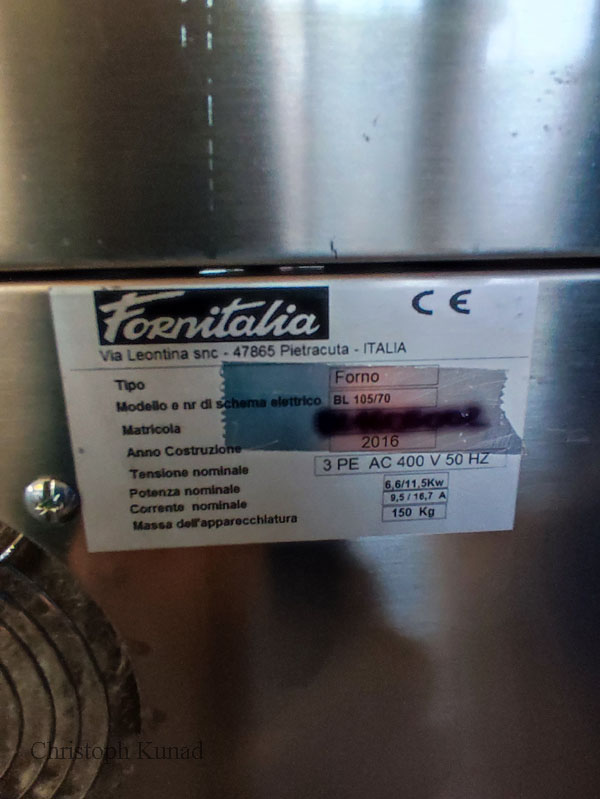 Fornitalia
CE
Via Leontina snc - 47865 Pietracuta - ITALIA
Tipo Forno
Modello e nr di schema elettrico BL 105/70
Matricola
Anno Costruzione 2016
Tensione nominale 3 PE AC 400 V 50 HZ
Potenza nominale 6,6/11,5Kw
Corrente nominale 9,5 / 16,7 A
Massa dell'apparecchiatura 150 Kg
Christoph Kunad